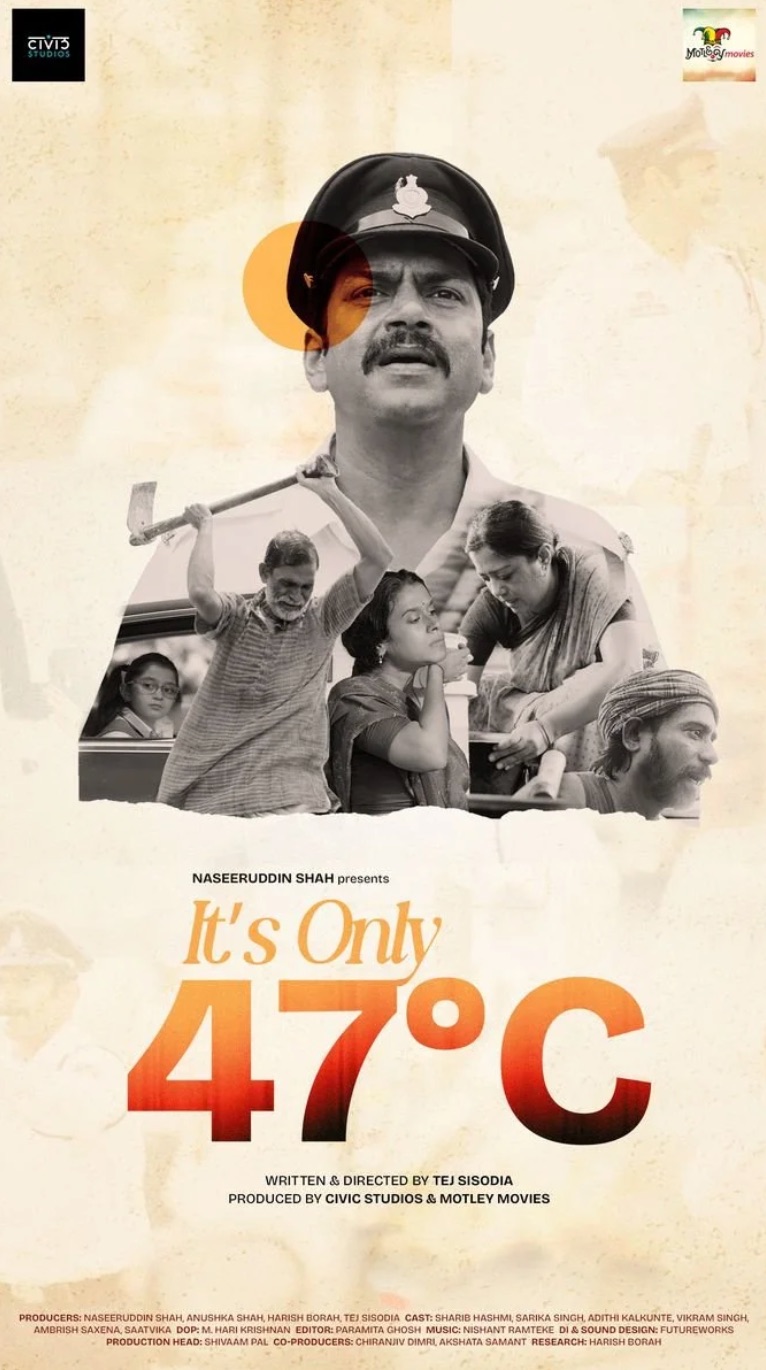 CIVIC
STUDIOS
MOTLEY movies
NASEERUDDIN SHAH presents
It's Only
47°C
WRITTEN & DIRECTED BY TEJ SISODIA
PRODUCED BY CIVIC STUDIOS & MOTLEY MOVIES
PRODUCERS: NASEERUDDIN SHAH, ANUSHKA SHAH, HARISH BORAH, TEJ SISODIA CAST: SHARIB HASHMI, SARIKA SINGH, ADITHI KALKUNTE, VIKRAM SINGH,
AMBRISH SAXENA, SAATVIKA DOP: M. HARI KRISHNAN EDITOR: PARAMITA GHOSH MUSIC: NISHANT RAMTEKE DI & SOUND DESIGN: FUTUREWORKS
PRODUCTION HEAD: SHIVAAM PAL CO-PRODUCERS: CHIRANJIV DIMRI, AKSHATA SAMANT RESEARCH: HARISH BORAH